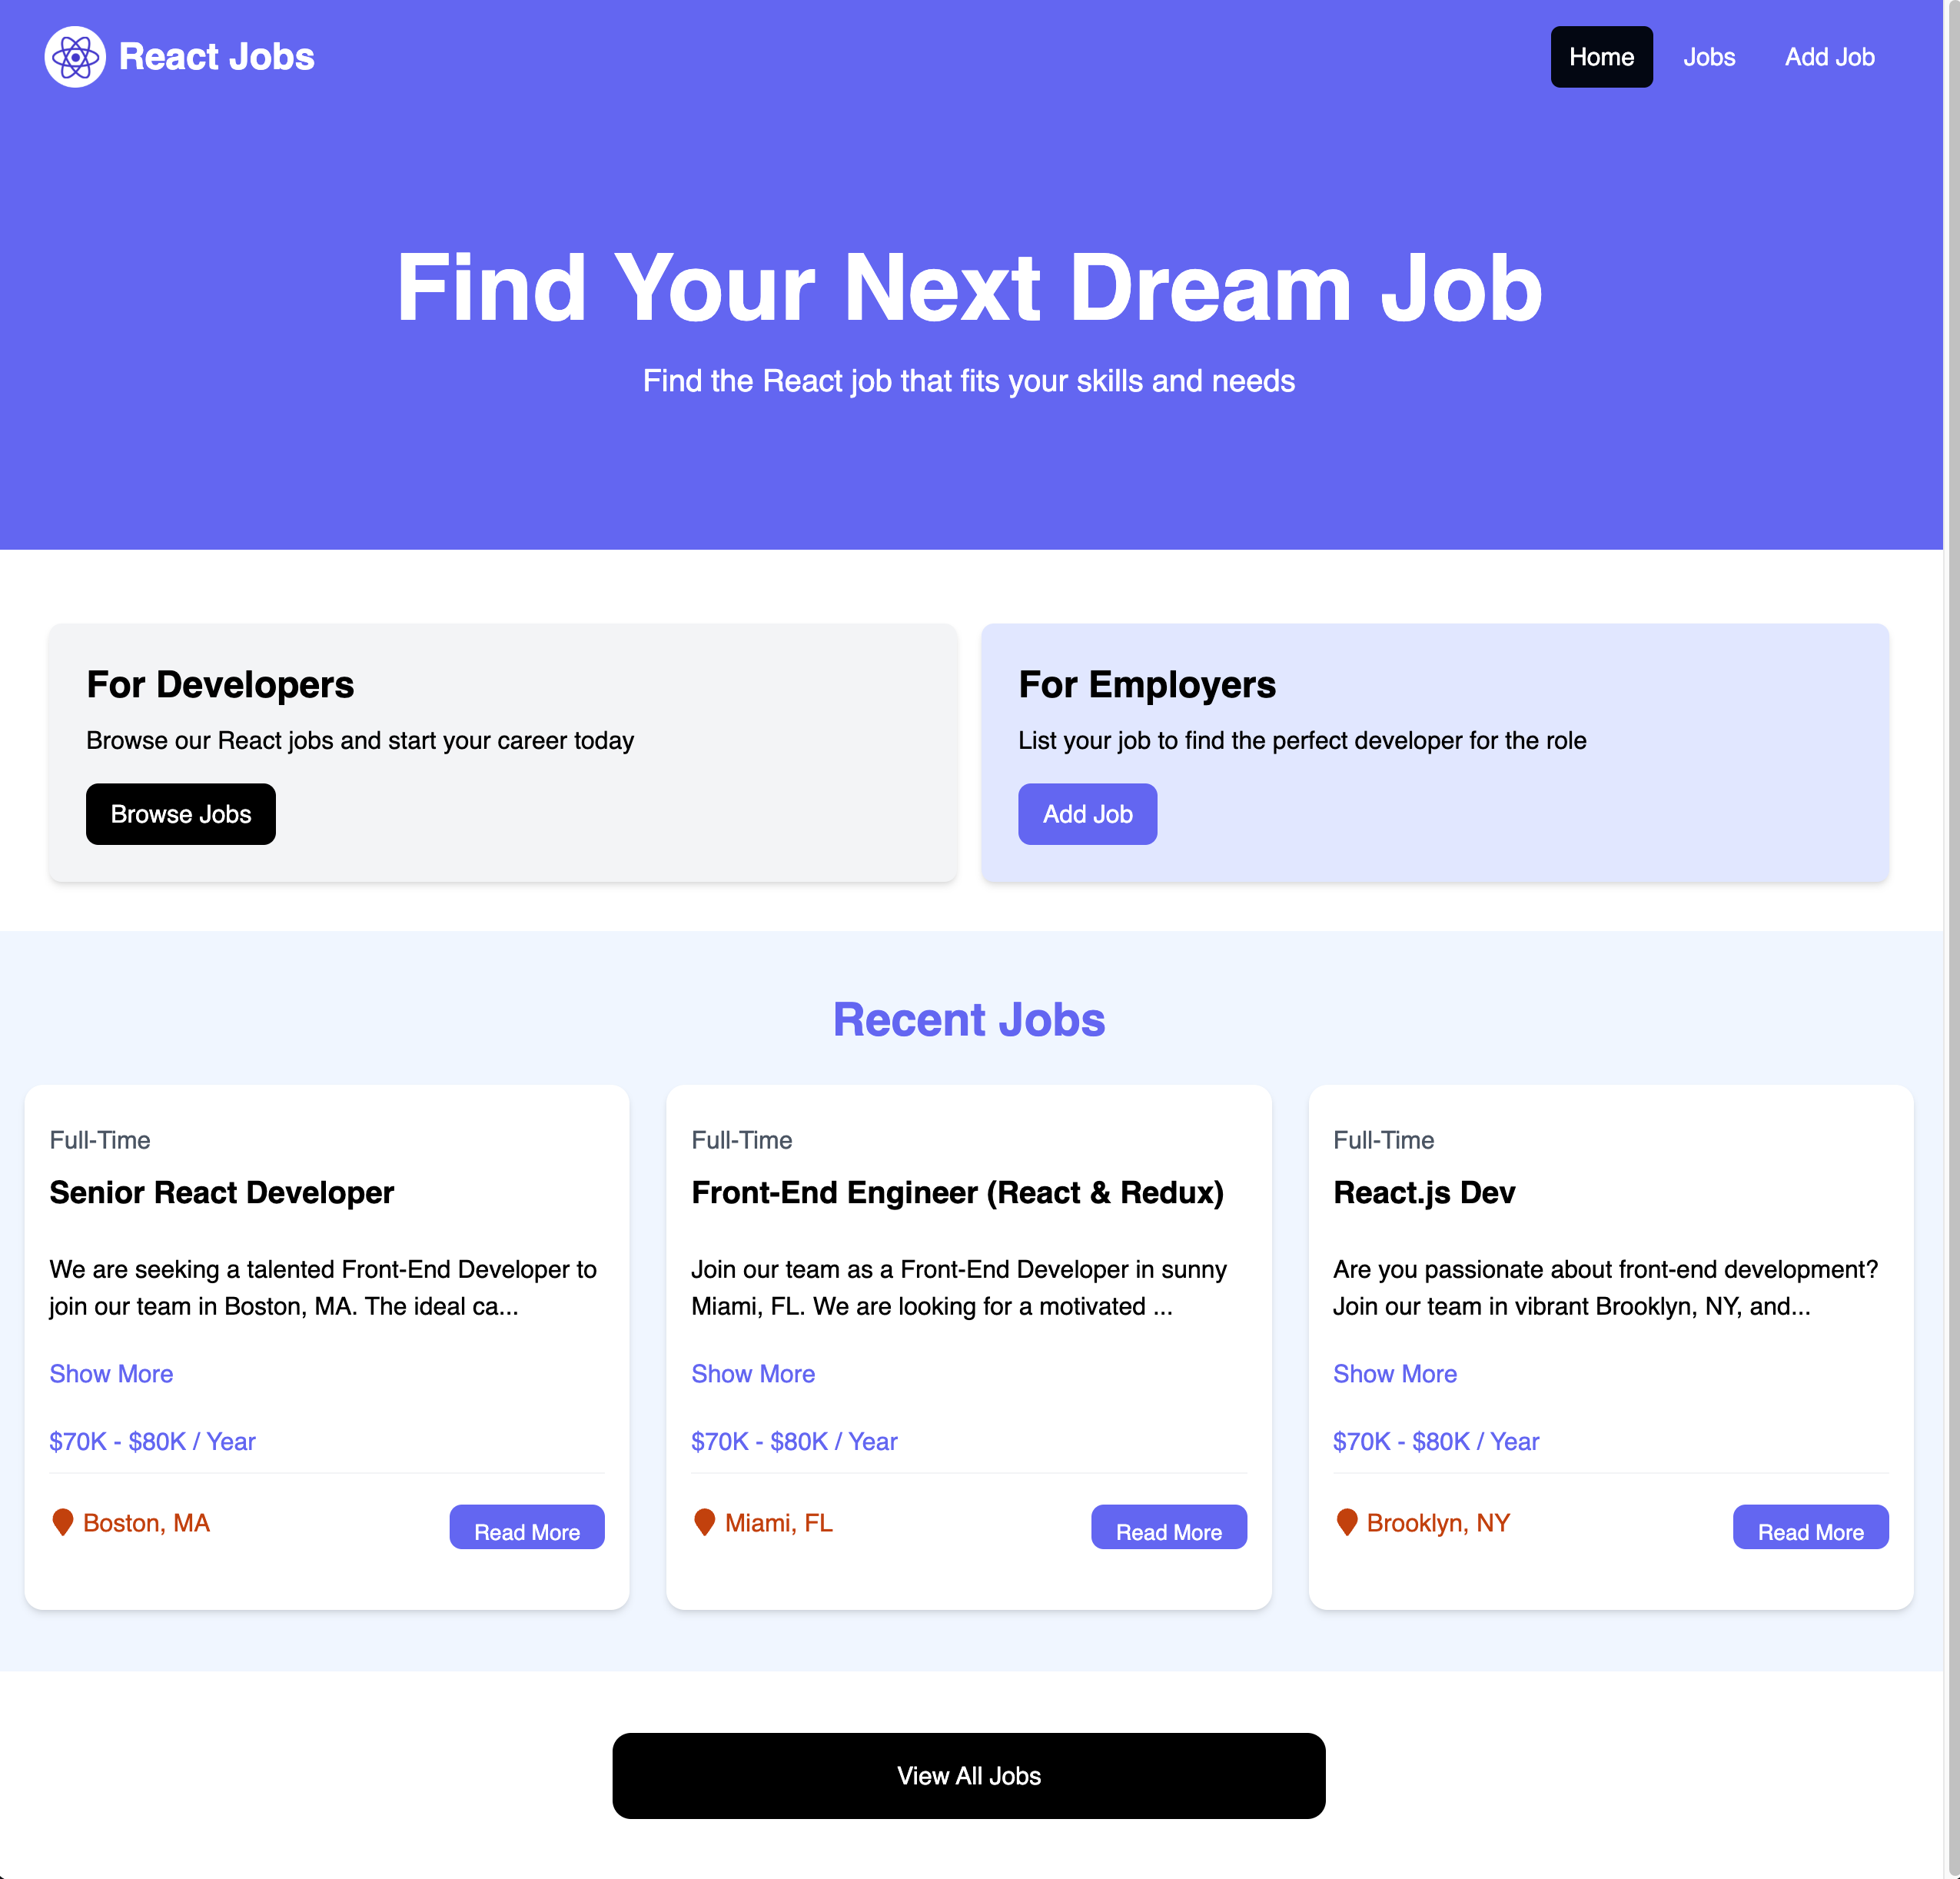 React Jobs
Home Jobs Add Job
Find Your Next Dream Job
Find the React job that fits your skills and needs
For Developers
Browse our React jobs and start your career today
Browse Jobs
For Employers
List your job to find the perfect developer for the role
Add Job
Recent Jobs
Full-Time
Senior React Developer
We are seeking a talented Front-End Developer to
join our team in Boston, MA. The ideal ca...
Show More
$70K - $80K / Year
Boston, MA
Read More
Full-Time
Front-End Engineer (React & Redux)
Join our team as a Front-End Developer in sunny
Miami, FL. We are looking for a motivated ...
Show More
$70K - $80K / Year
Miami, FL
Read More
Full-Time
React.js Dev
Are you passionate about front-end development?
Join our team in vibrant Brooklyn, NY, and...
Show More
$70K - $80K / Year
Brooklyn, NY
Read More
View All Jobs